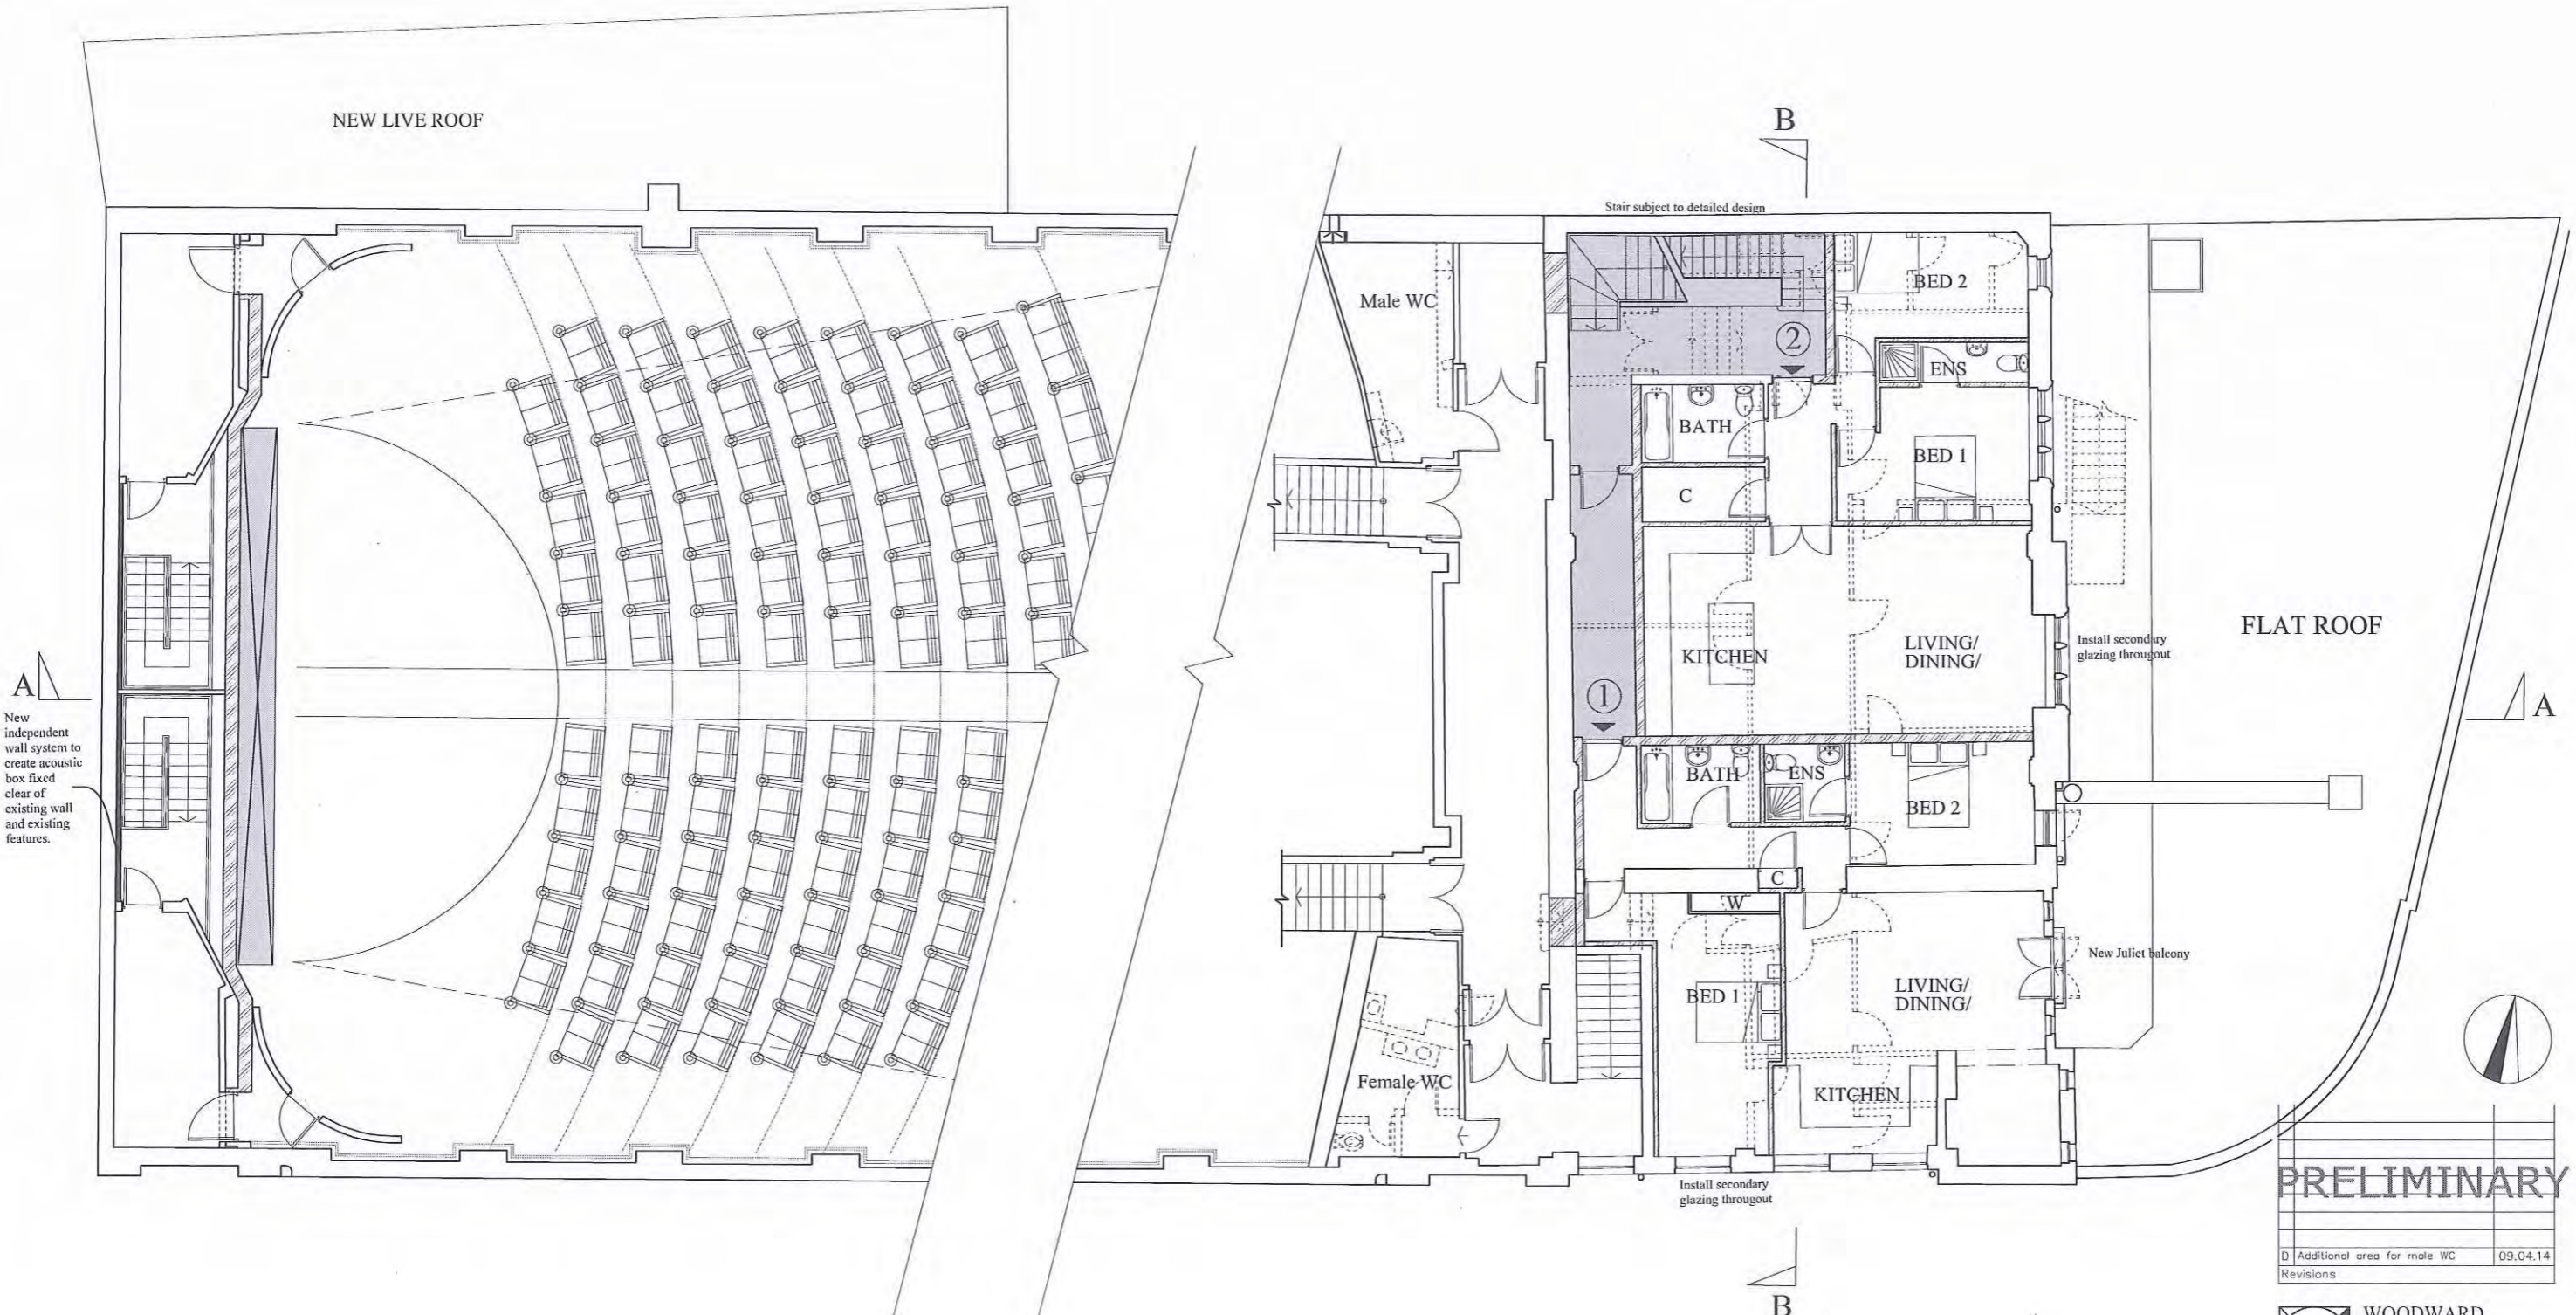 NEW LIVE ROOF
B
Stair subject to detailed design
Male WC
BED 2
2
ENS
BATH
BED 1
C
FLAT ROOF
KITCHEN
LIVING/
DINING/
Install secondary
glazing througout
A
A
New
independent
wall system to
create acoustic
box fixed
clear of
existing wall
and existing
features.
1
BATH
ENS
BED 2
C
W
New Juliet balcony
BED 1
LIVING/
DINING/
Female WC
KITCHEN
Install secondary
glazing througout
PRELIMINARY
D Additional area for male WC 09.04.14
Revisions
B
WOODWARD